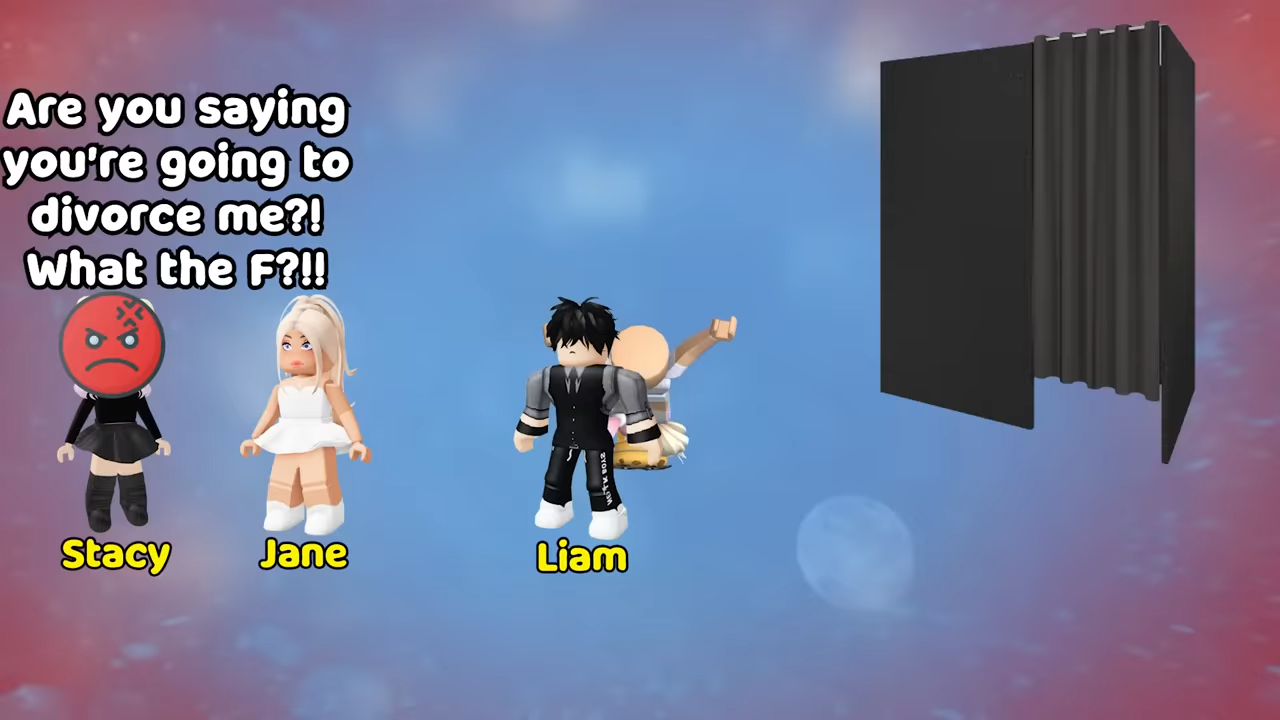 Are you saying
you're going to
divorce me?!
What the F?!!
Stacy
Jane
Liam